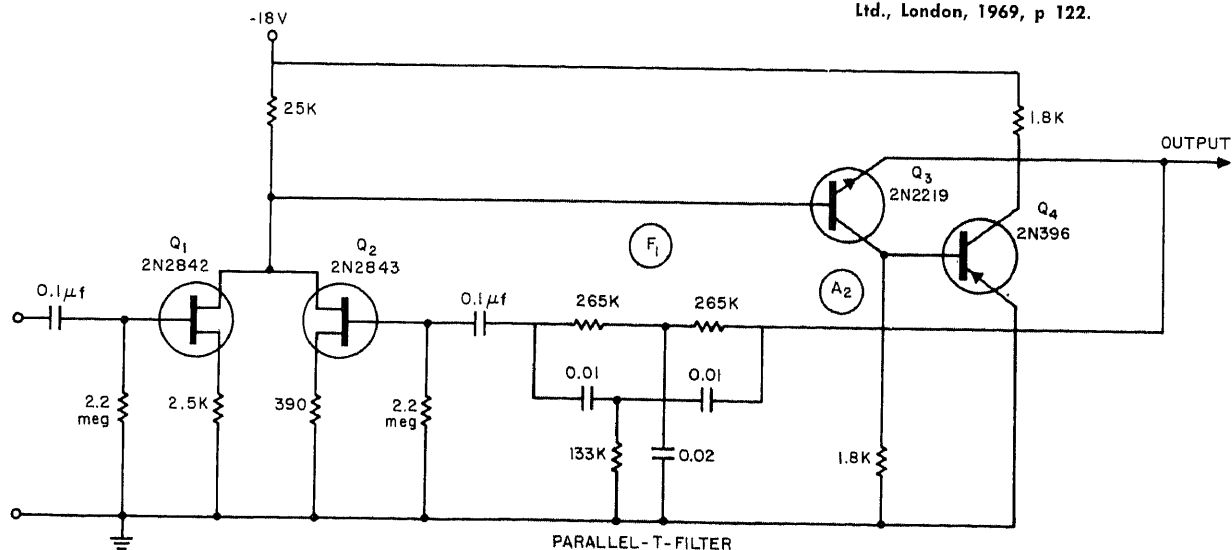 Ltd., London, 1969, p 122.
-18V
25K
1.8K
OUTPUT
Q3
2N2219
Q4
2N396
Q1
2N2842
Q2
2N2843
F1
A2
0.1μf
0.1μf
265K
265K
0.01
0.01
2.2
meg
2.5K
390
2.2
meg
133K
0.02
1.8K
PARALLEL-T-FILTER